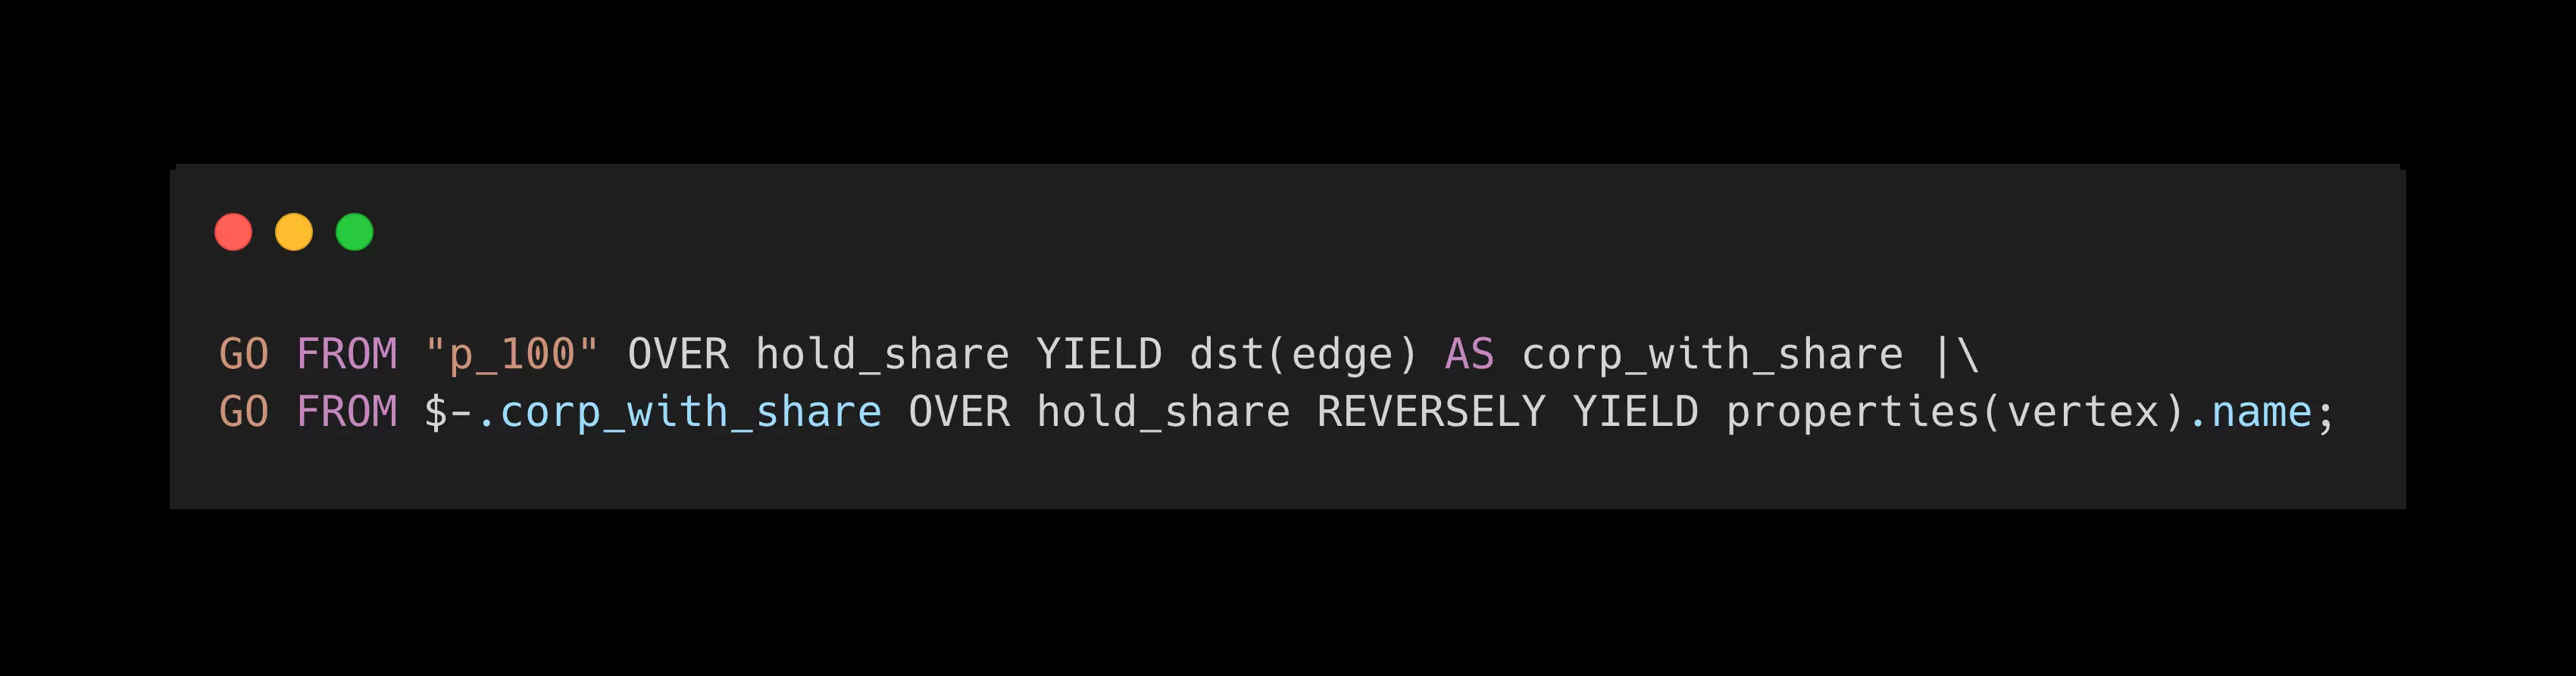 GO FROM "p_100" OVER hold_share YIELD dst(edge) AS corp_with_share |\
GO FROM $-.corp_with_share OVER hold_share REVERSELY YIELD properties(vertex).name;